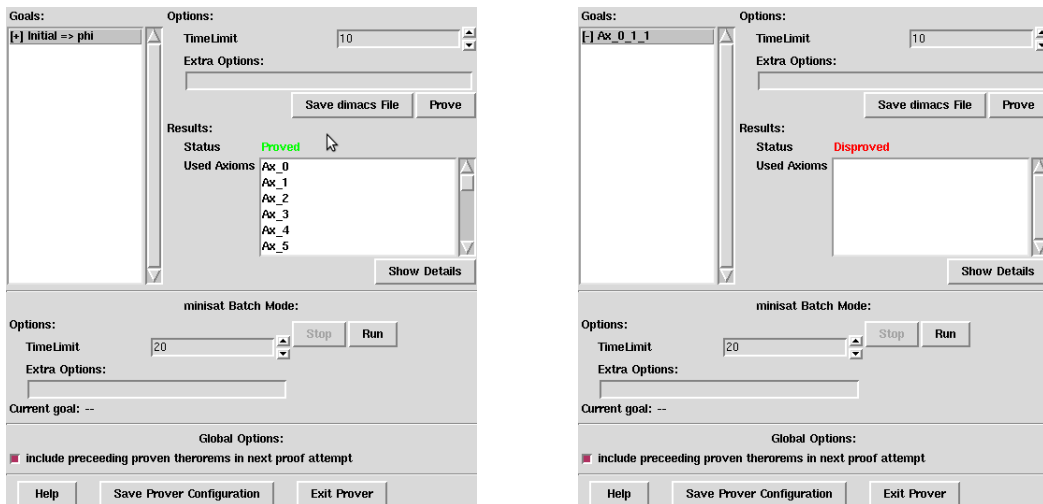 Goals:
[+] Initial => phi
Options:
TimeLimit 10
Extra Options:
Save dimacs File Prove
Results:
Status Proved
Used Axioms Ax_0
Ax_1
Ax_2
Ax_3
Ax_4
Ax_5
Show Details
minisat Batch Mode:
Options:
TimeLimit 20 Stop Run
Extra Options:
Current goal: --
Global Options:
include preceeding proven therorems in next proof attempt
Help Save Prover Configuration Exit Prover
Goals:
[-] Ax_0_1_1
Options:
TimeLimit 10
Extra Options:
Save dimacs File Prove
Results:
Status Disproved
Used Axioms
Show Details
minisat Batch Mode:
Options:
TimeLimit 20 Stop Run
Extra Options:
Current goal: --
Global Options:
include preceeding proven therorems in next proof attempt
Help Save Prover Configuration Exit Prover